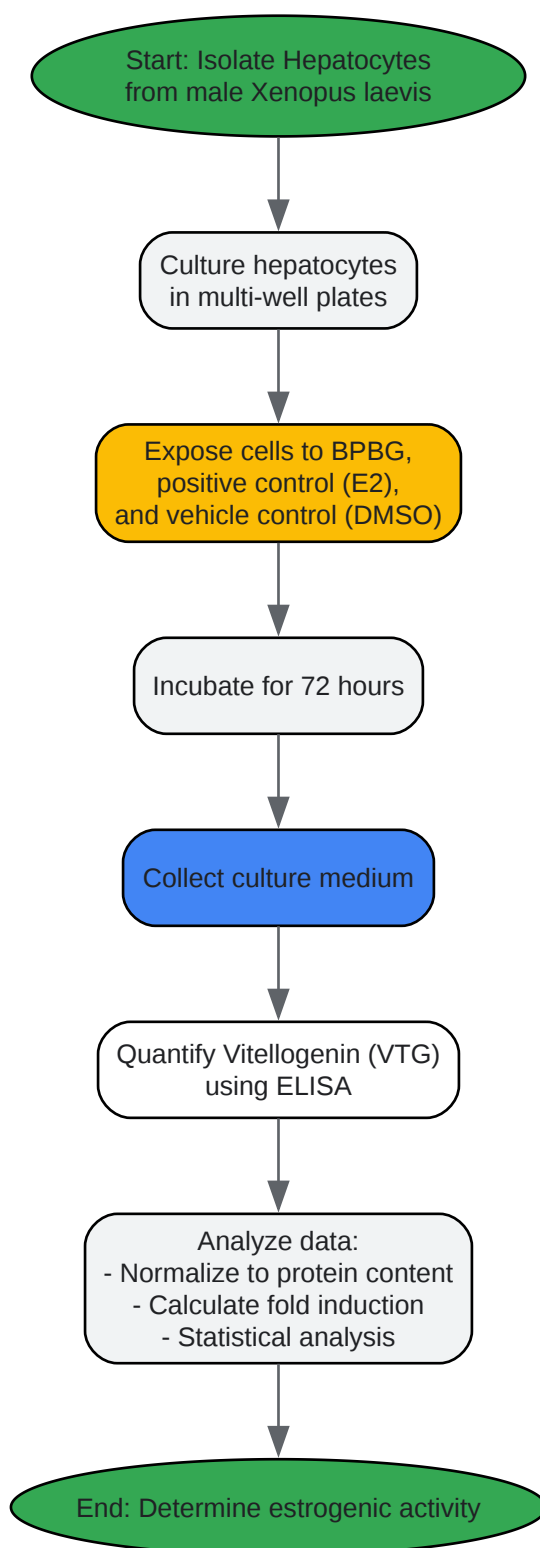 Start: Isolate Hepatocytes
from male Xenopus laevis
Culture hepatocytes
in multi-well plates
Expose cells to BPBG,
positive control (E2),
and vehicle control (DMSO)
Incubate for 72 hours
Collect culture medium
Quantify Vitellogenin (VTG)
using ELISA
Analyze data:
- Normalize to protein content
- Calculate fold induction
- Statistical analysis
End: Determine estrogenic activity